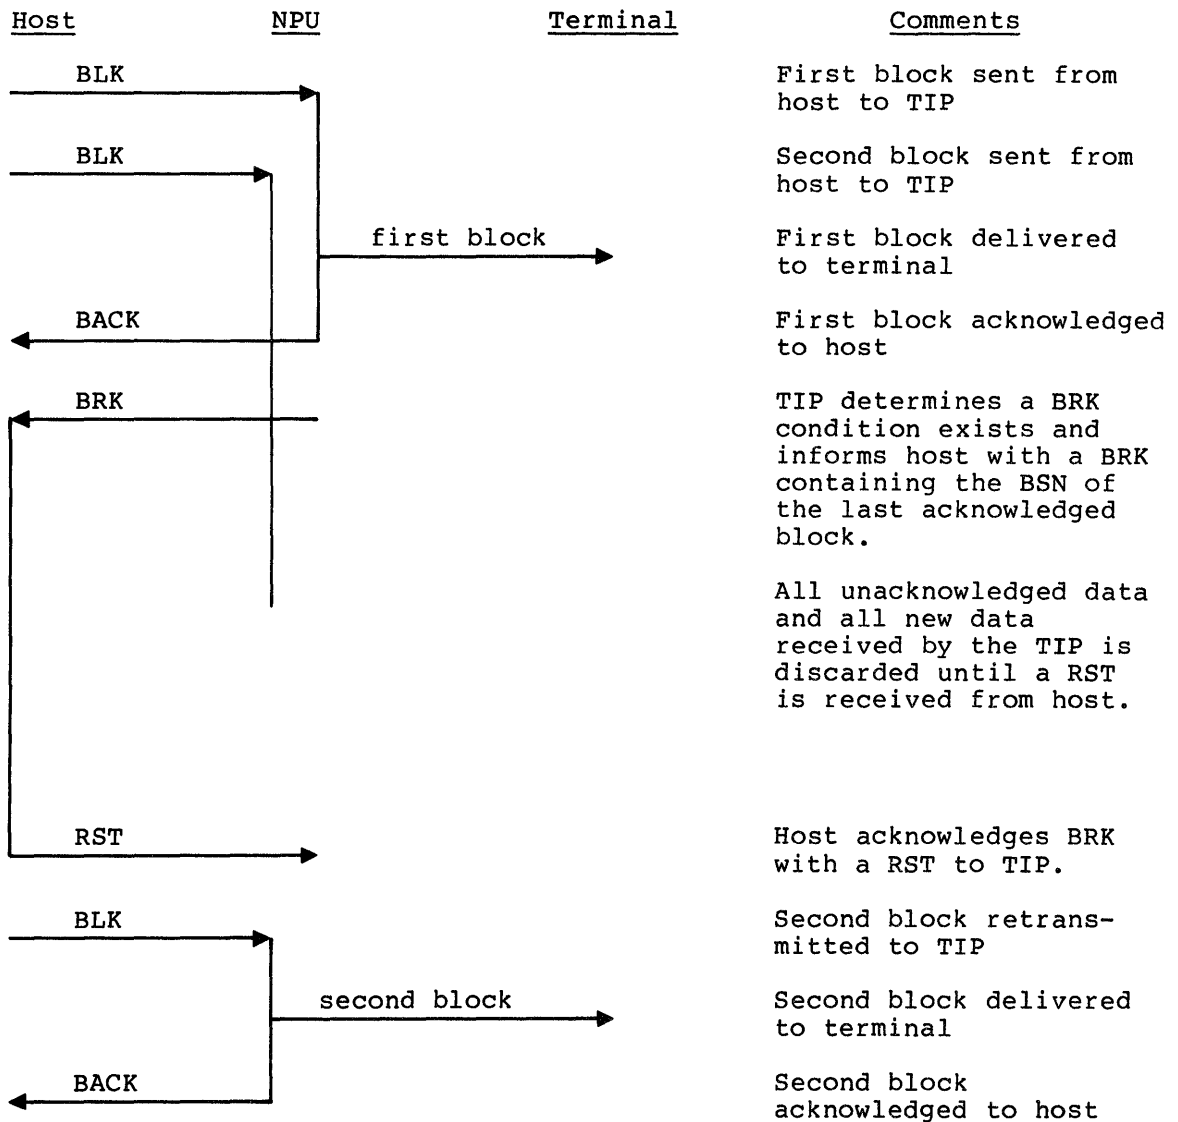 Host NPU Terminal Comments
BLK First block sent from
host to TIP
BLK Second block sent from
host to TIP
first block First block delivered
to terminal
BACK First block acknowledged
to host
BRK TIP determines a BRK
condition exists and
informs host with a BRK
containing the BSN of
the last acknowledged
block.
All unacknowledged data
and all new data
received by the TIP is
discarded until a RST
is received from host.
RST Host acknowledges BRK
with a RST to TIP.
BLK Second block retrans-
mitted to TIP
second block Second block delivered
to terminal
BACK Second block
acknowledged to host